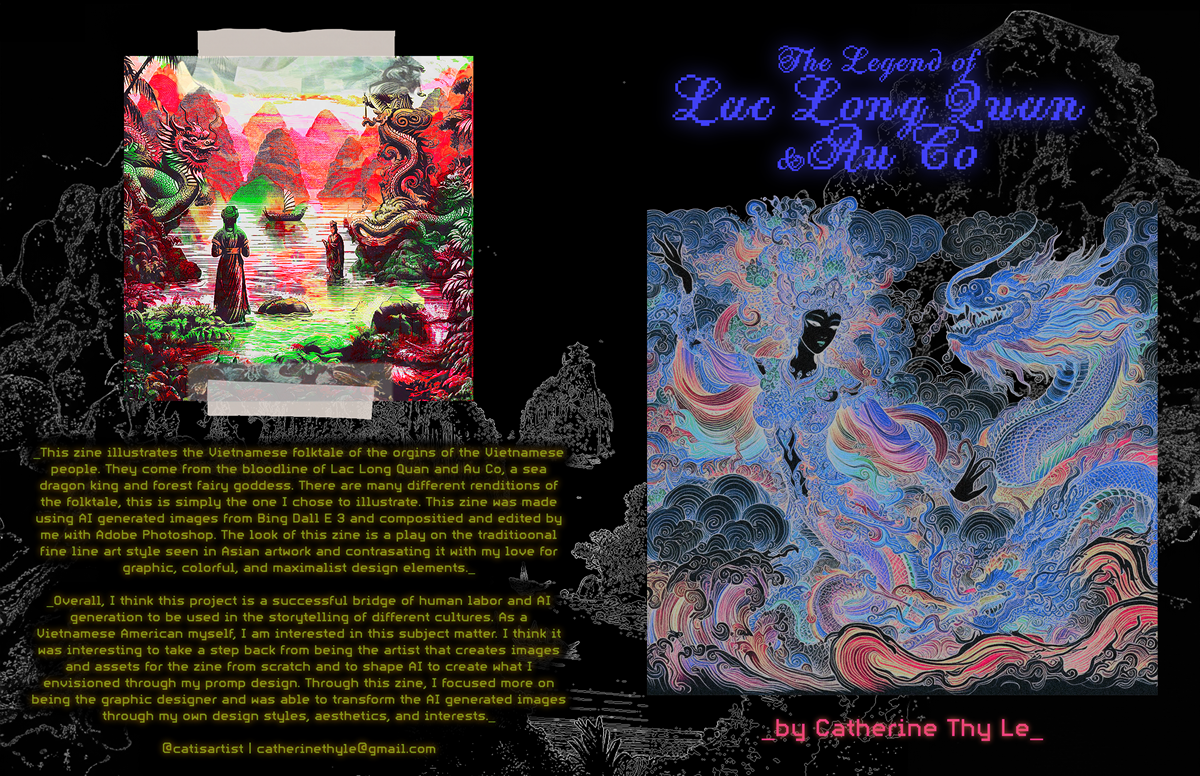 _This zine illustrates the Vietnamese folktale of the orgins of the Vietnamese
people. They come from the bloodline of Lac Long Quan and Au Co, a sea
dragon king and forest fairy goddess. There are many different renditions of
the folktale, this is simply the one I chose to illustrate. This zine was made
using AI generated images from Bing Dall E 3 and compositied and edited by
me with Adobe Photoshop. The look of this zine is a play on the traditioonal
fine line art style seen in Asian artwork and contrasating it with my love for
graphic, colorful, and maximalist design elements._
_Overall, I think this project is a successful bridge of human labor and AI
generation to be used in the storytelling of different cultures. As a
Vietnamese American myself, I am interested in this subject matter. I think it
was interesting to take a step back from being the artist that creates images
and assets for the zine from scratch and to shape AI to create what I
envisioned through my promp design. Through this zine, I focused more on
being the graphic designer and was able to transform the AI generated images
through my own design styles, aesthetics, and interests._
@catisartist | catherinethyle@gmail.com
The Legend of
Lac Long Quan
& Au Co
_by Catherine Thy Le_